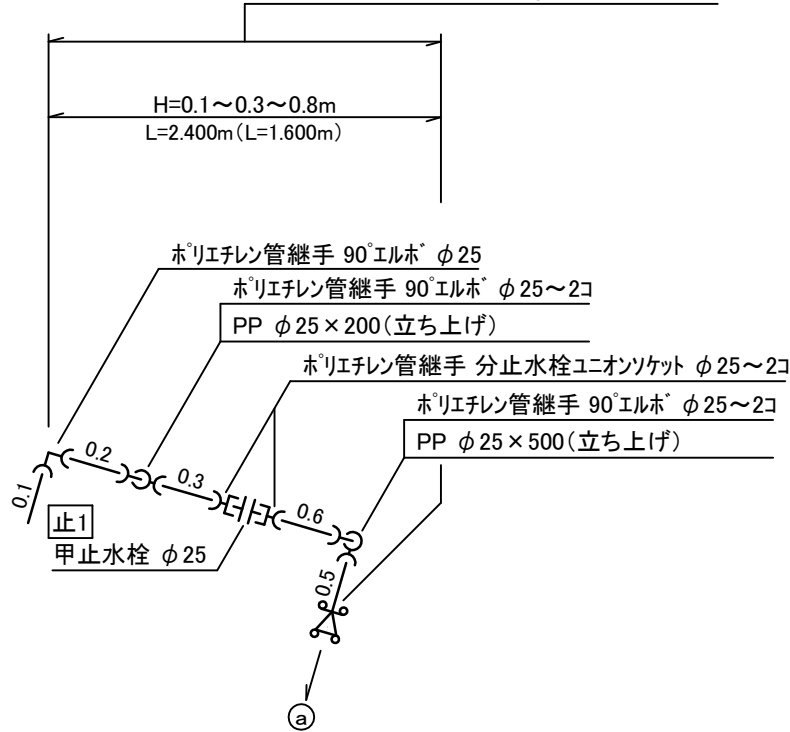 H=0.1～0.3～0.8m
L=2.400m(L=1.600m)
ﾎﾟﾘｴﾁﾚﾝ管継手 90ﾟｴﾙﾎﾞ φ25
ﾎﾟﾘｴﾁﾚﾝ管継手 90ﾟｴﾙﾎﾞ φ25～2コ
PP φ25×200(立ち上げ)
ﾎﾟﾘｴﾁﾚﾝ管継手 分止水栓ﾕﾆｵﾝｿｹｯﾄ φ25～2コ
ﾎﾟﾘｴﾁﾚﾝ管継手 90ﾟｴﾙﾎﾞ φ25～2コ
PP φ25×500(立ち上げ)
0.1
0.2
0.3
0.6
止1
甲止水栓 φ25
0.5
a